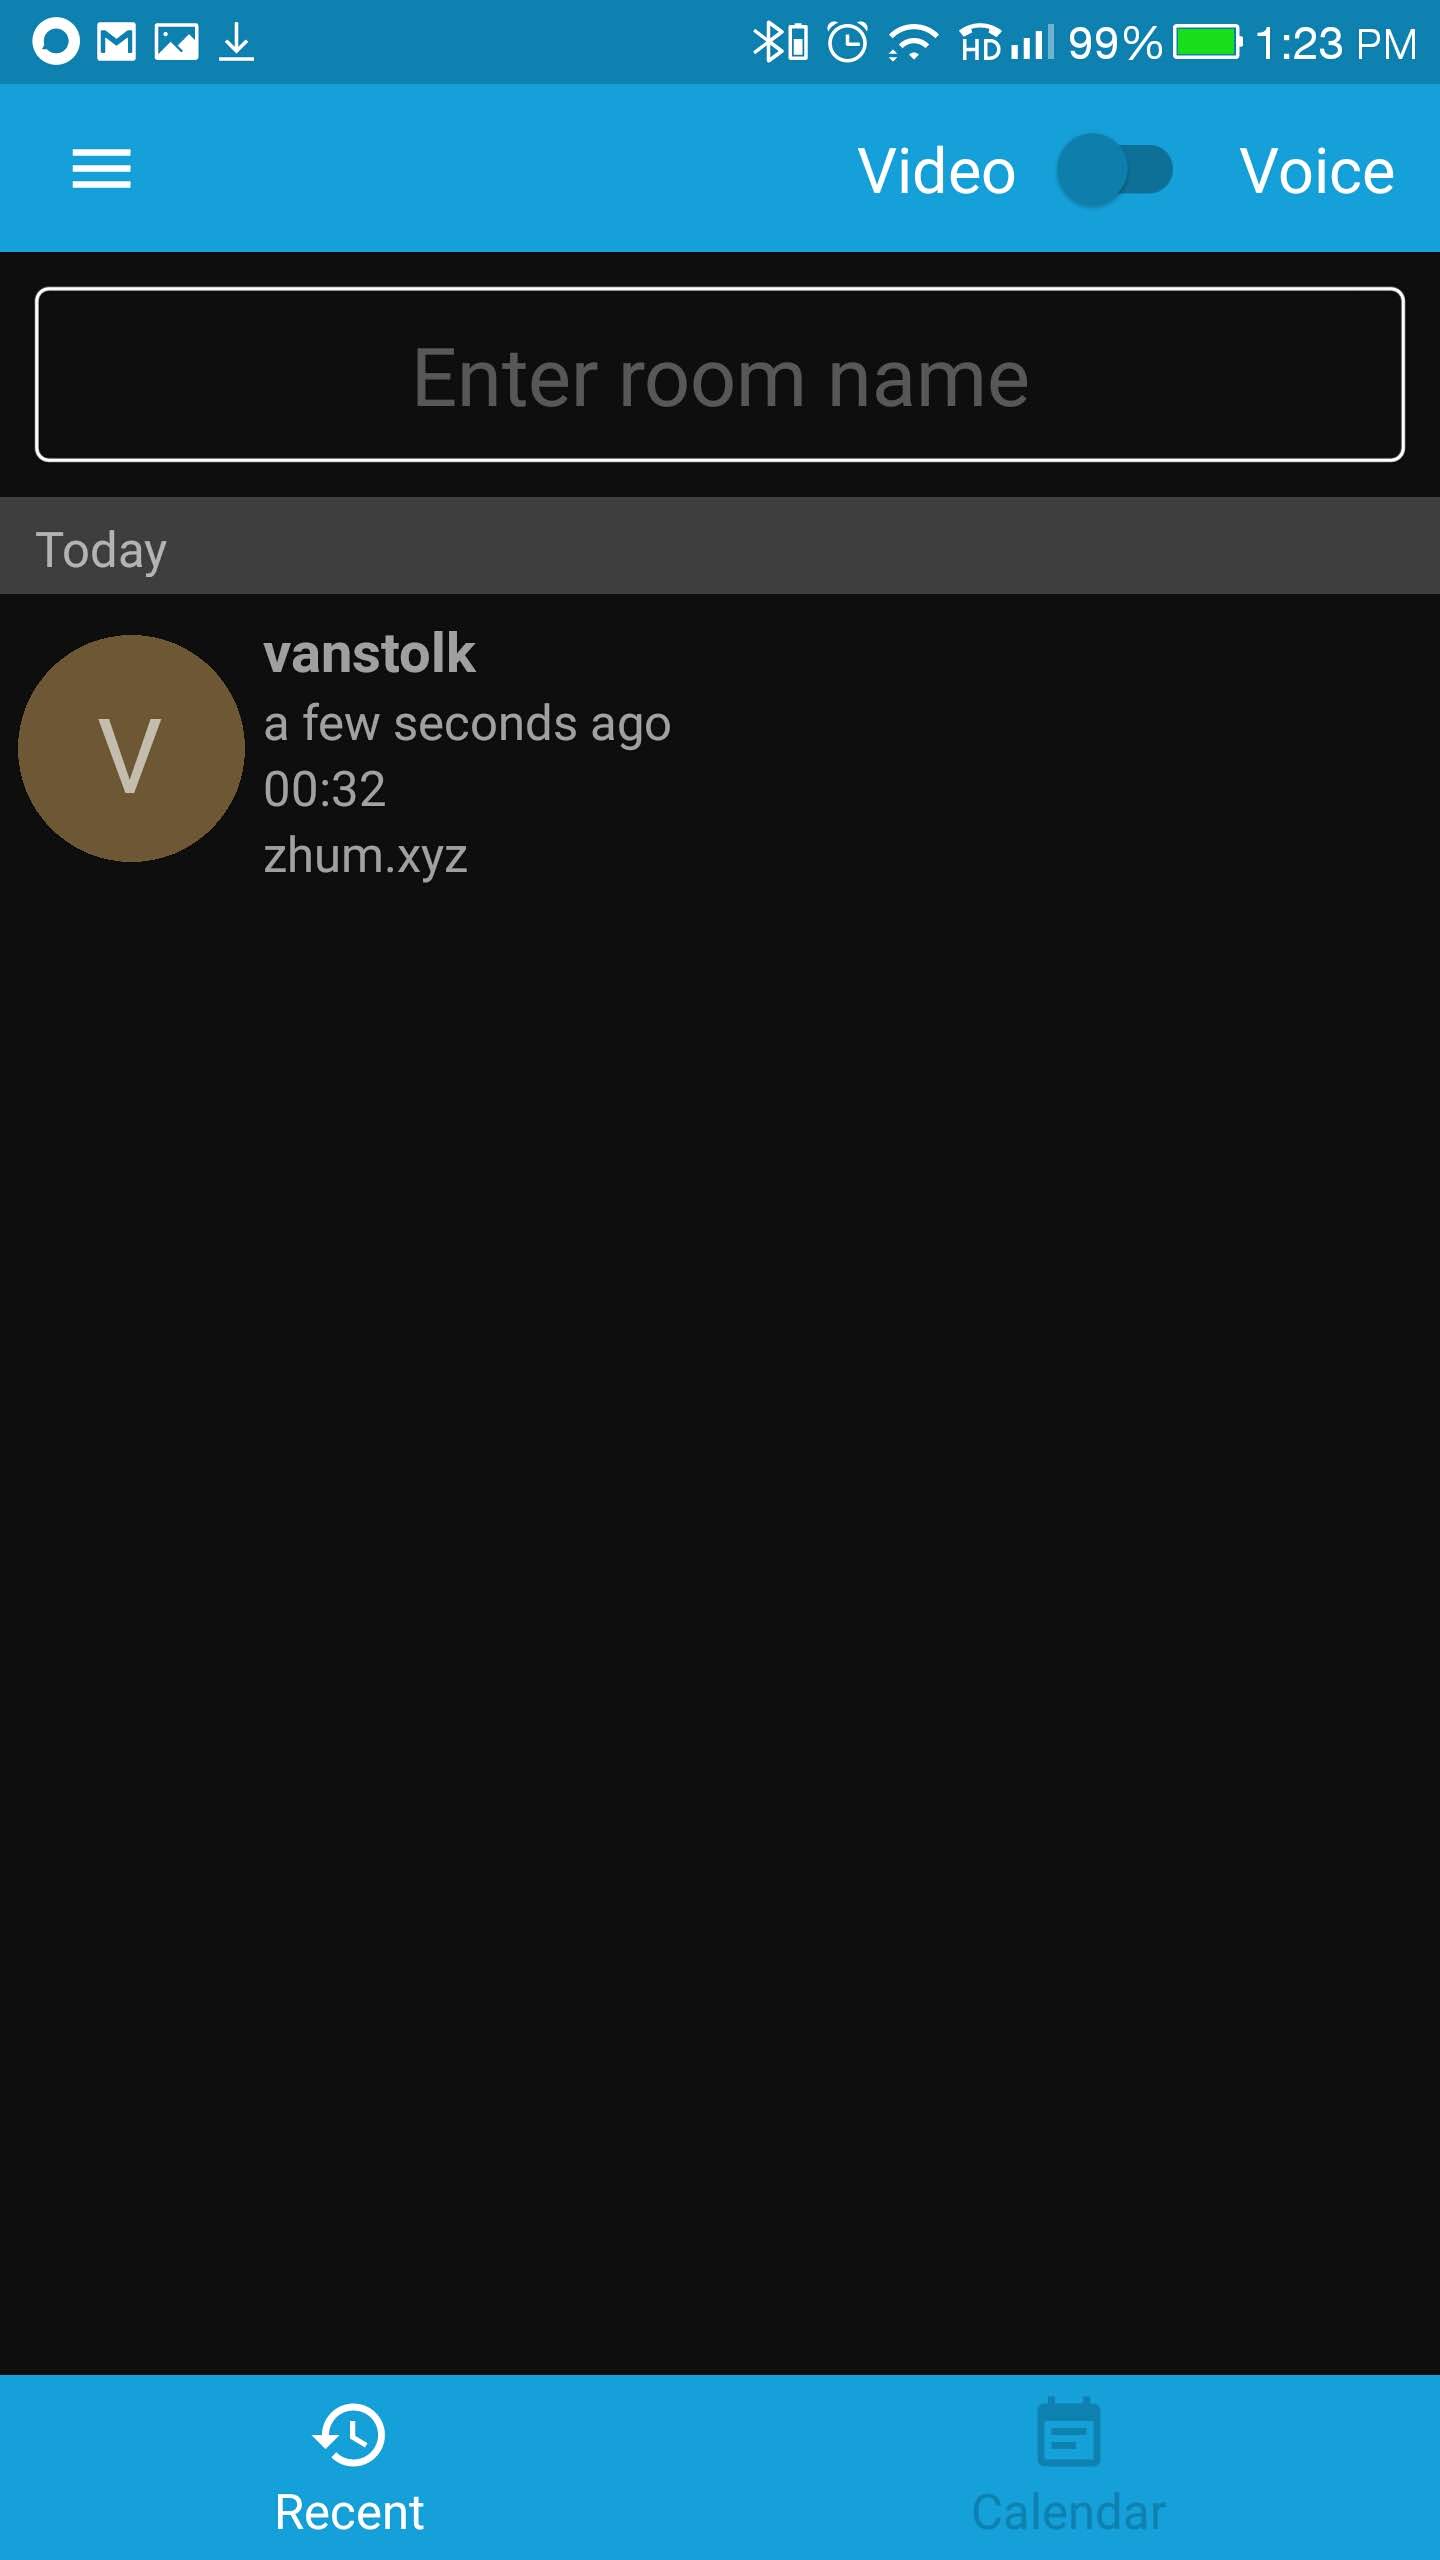 HD 99% 1:23 PM
Video Voice
Enter room name
Today
V
vanstolk
a few seconds ago
00:32
zhum.xyz
Recent Calendar